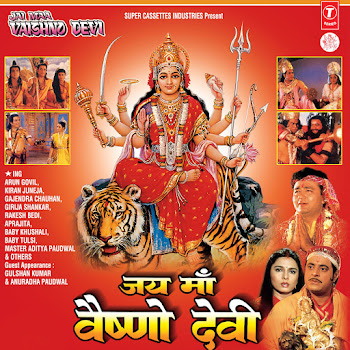 SUPER CASSETTES INDUSTRIES Present
JAI MAA
VAISHNO DEVI
T
SERIES
★ ING
ARUN GOVIL,
KIRAN JUNEJA,
GAJENDRA CHAUHAN,
GIRIJA SHANKAR,
RAKESH BEDI,
APRAJITA,
BABY KHUSHALI,
BABY TULSI,
MASTER ADITYA PAUDWAL
& OTHERS
Guest Appearance :
GULSHAN KUMAR
& ANURADHA PAUDWAL
जय माँ
वैष्णो देवी